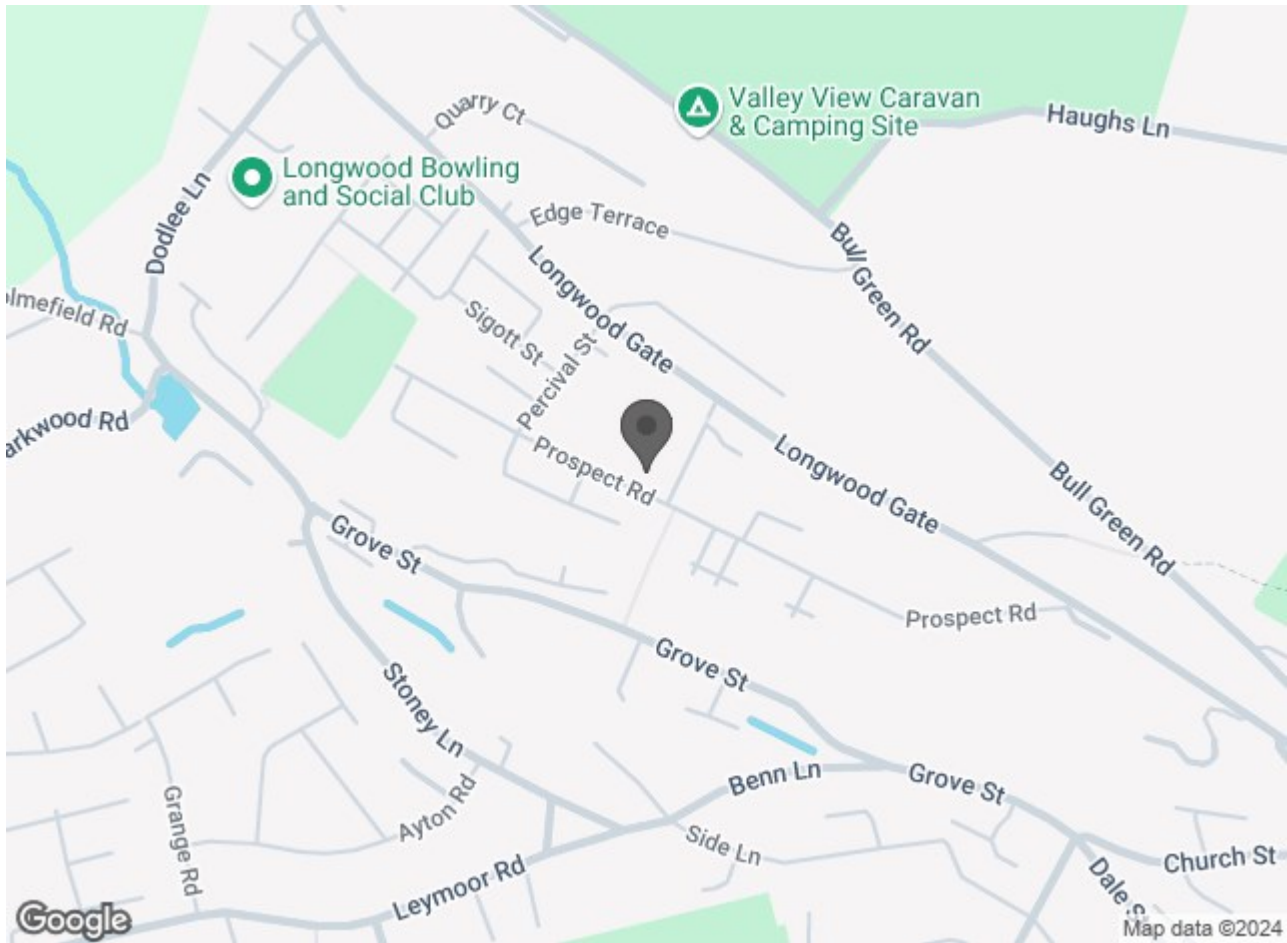 Valley View Caravan
& Camping Site
Haughs Ln
Quarry Ct
Longwood Bowling
and Social Club
Dodlee Ln
Edge Terrace
Bull Green Rd
Longwood Gate
olmefield Rd
Sigott St
Percival St
arkwood Rd
Prospect Rd
Longwood Gate
Bull Green Rd
Grove St
Prospect Rd
Grove St
Stoney Ln
Benn Ln
Grove St
Grange Rd
Ayton Rd
Side Ln
Church St
Leymoor Rd
Dale S
Google
Map data ©2024